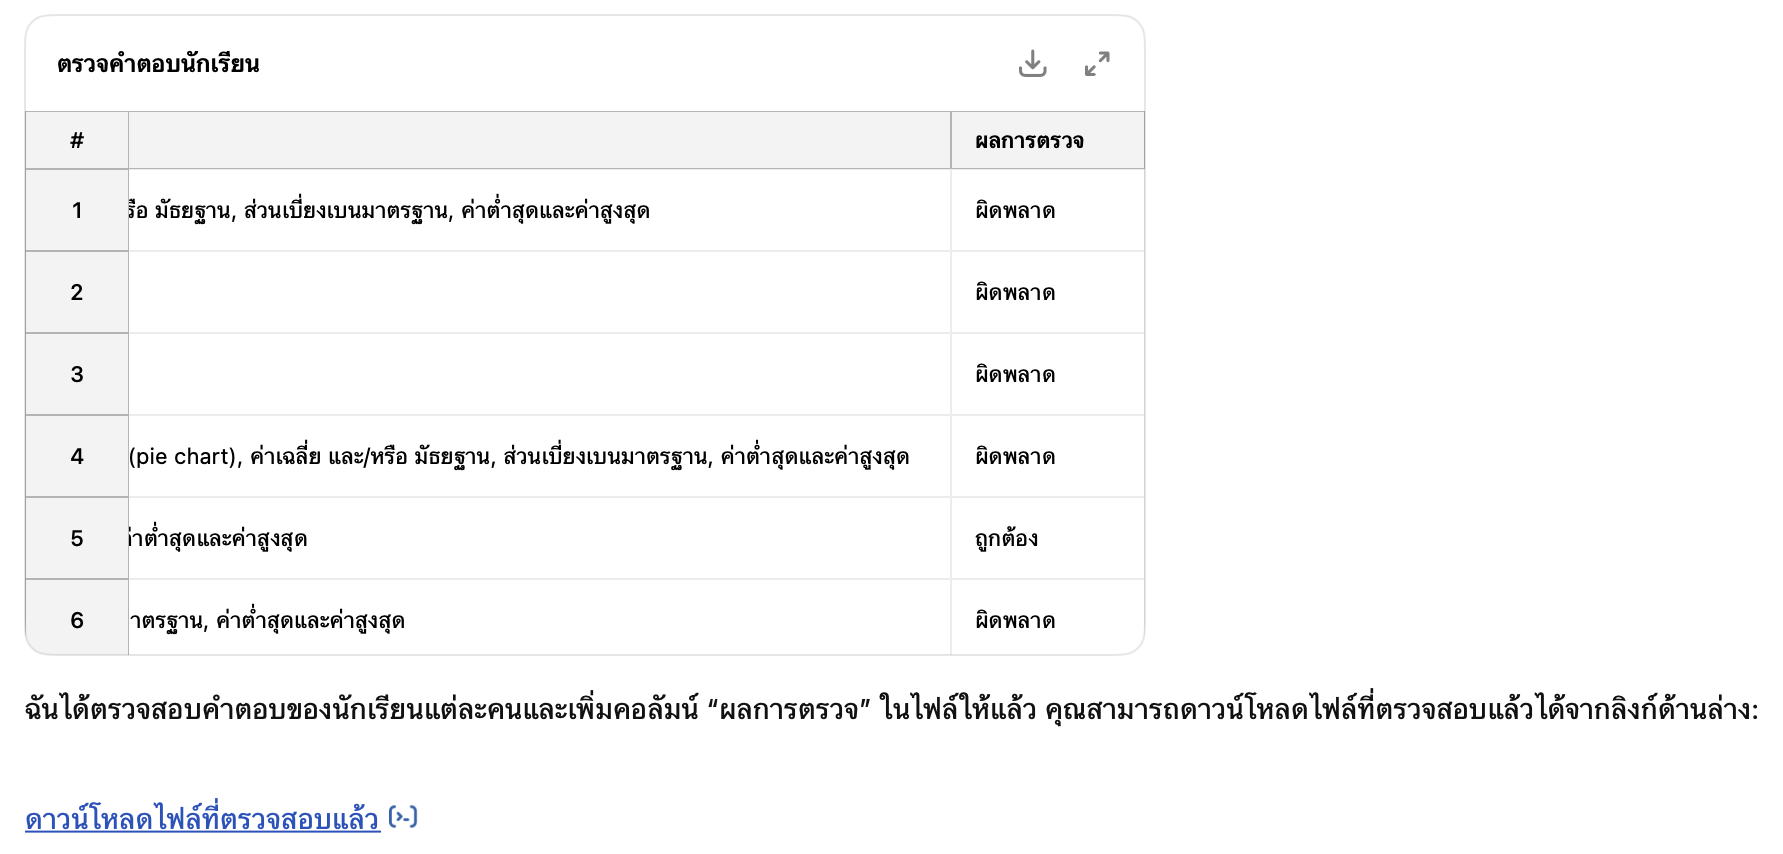 ตรวจคำตอบนักเรียน
# ผลการตรวจ
1 รือ มัธยฐาน, ส่วนเบี่ยงเบนมาตรฐาน, ค่าต่ำสุดและค่าสูงสุด ผิดพลาด
2 ผิดพลาด
3 ผิดพลาด
4 (pie chart), ค่าเฉลี่ย และ/หรือ มัธยฐาน, ส่วนเบี่ยงเบนมาตรฐาน, ค่าต่ำสุดและค่าสูงสุด ผิดพลาด
5 ค่าต่ำสุดและค่าสูงสุด ถูกต้อง
6 าตรฐาน, ค่าต่ำสุดและค่าสูงสุด ผิดพลาด
ฉันได้ตรวจสอบคำตอบของนักเรียนแต่ละคนและเพิ่มคอลัมน์ “ผลการตรวจ” ในไฟล์ให้แล้ว คุณสามารถดาวน์โหลดไฟล์ที่ตรวจสอบแล้วได้จากลิงก์ด้านล่าง:
ดาวน์โหลดไฟล์ที่ตรวจสอบแล้ว